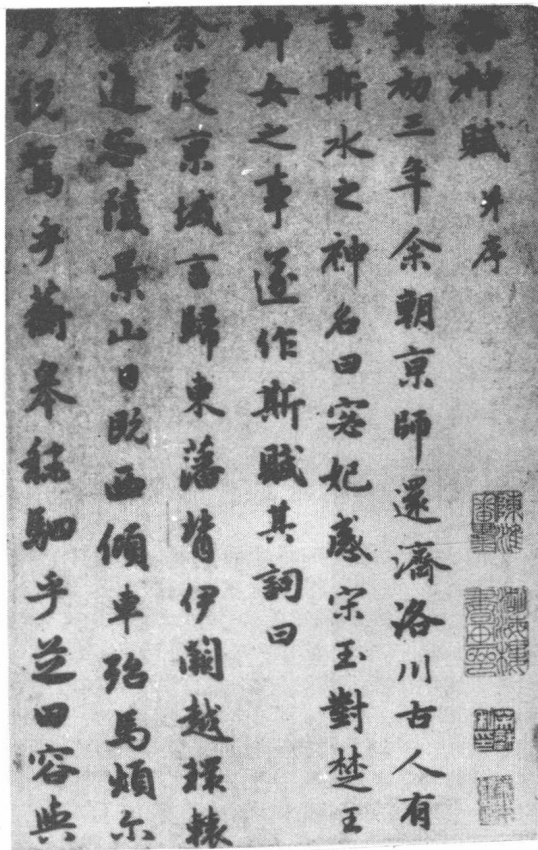 洛神賦 并序
黃初三年余朝京師還濟洛川古人有
言斯水之神名曰宓妃感宋玉對楚王
神女之事遂作斯賦其詞曰
余從京域言歸東藩背伊闕越轘轅
通谷陵景山日既西傾車殆馬煩尔
乃税駕乎蘅皋秣駟乎芝田容與